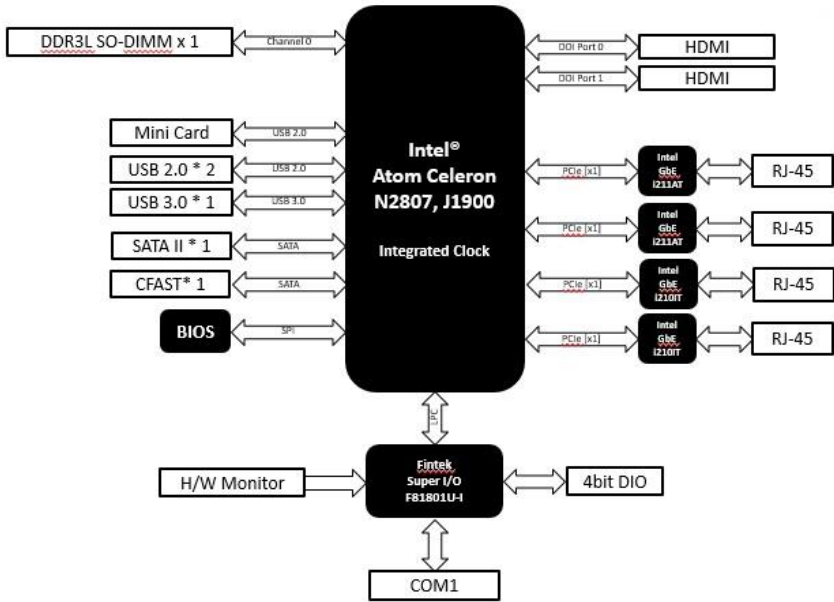 DDR3L SO-DIMM x 1
Channel 0
DDI Port 0
HDMI
DDI Port 1
HDMI
Mini Card
USB 2.0
USB 2.0 * 2
USB 2.0
USB 3.0 * 1
USB 3.0
SATA II * 1
SATA
CFAST* 1
SATA
BIOS
SPI
Intel®
Atom Celeron
N2807, J1900
Integrated Clock
PCIe [x1]
Intel
GbE
i211AT
RJ-45
PCIe [x1]
Intel
GbE
i211AT
RJ-45
PCIe [x1]
Intel
GbE
i210IT
RJ-45
PCIe [x1]
Intel
GbE
i210IT
RJ-45
LPC
H/W Monitor
Fintek
Super I/O
F81801U-I
4bit DIO
COM1